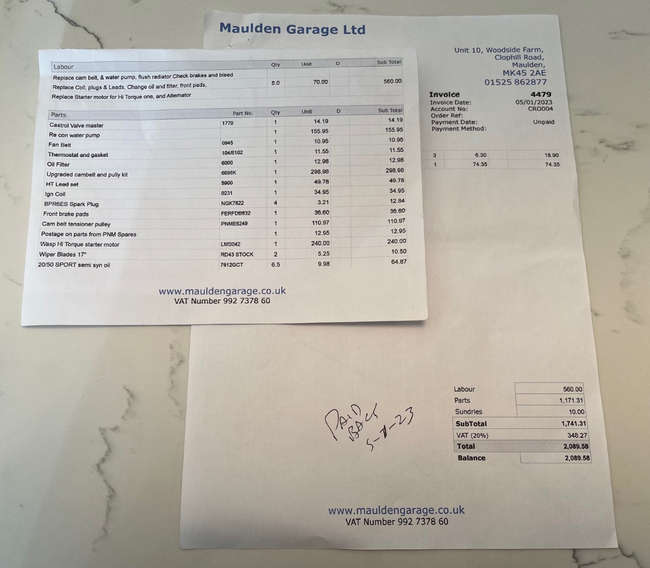 Maulden Garage Ltd
Unit 10, Woodside Farm,
Clophill Road,
Maulden,
MK45 2AE
01525 862877
Invoice 4479
Invoice Date: 05/01/2023
Account No: CRO004
Order Ref:
Payment Date: Unpaid
Payment Method:
3 6.30 18.90
1 74.35 74.35
Labour Qty Unit D Sub Total
Replace cam belt, & water pump, flush radiator Check brakes and bleed
Replace Coil, plugs & Leads, Change oil and filter, front pads, 8.0 70.00 560.00
Replace Starter motor for Hi Torque one, and Alternator
Parts Part No. Qty Unit D Sub Total
Castrol Valve master 1770 1 14.19 14.19
Re con water pump 1 155.95 155.95
Fan Belt 0945 1 10.95 10.95
Thermostat and gasket 104/6102 1 11.55 11.55
Oil Filter 6000 1 12.98 12.98
Upgraded cambelt and pully kit 6695K 1 298.98 298.98
HT Lead set 5900 1 49.78 49.78
Ign Coil 0231 1 34.95 34.95
BPR6ES Spark Plug NGK7822 4 3.21 12.84
Front brake pads FERFDB832 1 36.60 36.60
Cam belt tensioner pulley PNME8249 1 110.97 110.97
Postage on parts from PNM Spares 1 12.95 12.95
Wasp Hi Torque starter motor LMS042 1 240.00 240.00
Wiper Blades 17" RD43 STOCK 2 5.25 10.50
20/50 SPORT semi syn oil 7912GCT 6.5 9.98 64.87
www.mauldengarage.co.uk
VAT Number 992 7378 60
PAID
BACK
5-1-23
Labour 560.00
Parts 1,171.31
Sundries 10.00
SubTotal 1,741.31
VAT (20%) 348.27
Total 2,089.58
Balance 2,089.58
www.mauldengarage.co.uk
VAT Number 992 7378 60